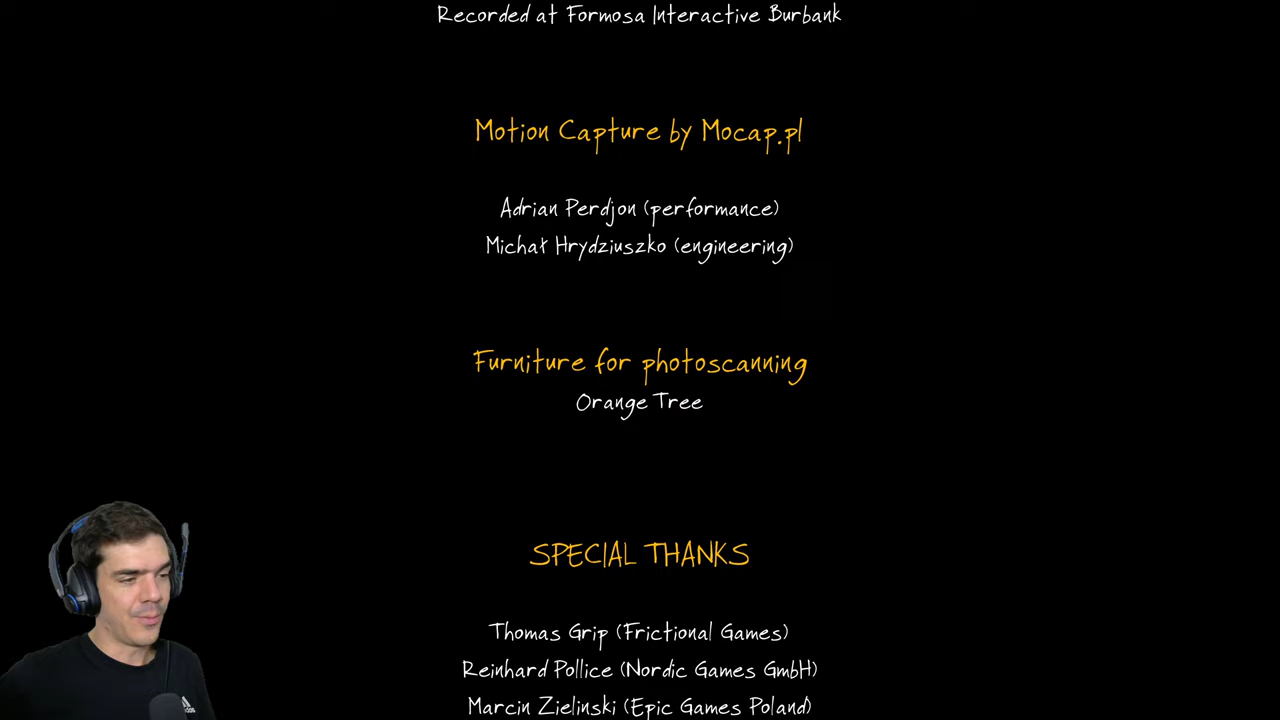 Recorded at Formosa Interactive Burbank
Motion Capture by Mocap.pl
Adrian Perdjon (performance)
Michał Hrydziuszko (engineering)
Furniture for photoscanning
Orange Tree
SPECIAL THANKS
Thomas Grip (Frictional Games)
Reinhard Pollice (Nordic Games GmbH)
Marcin Zielinski (Epic Games Poland)